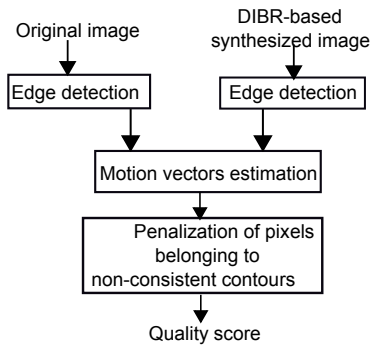 Original image
DIBR-based
synthesized image
Edge detection
Edge detection
Motion vectors estimation
Penalization of pixels
belonging to
non-consistent contours
Quality score